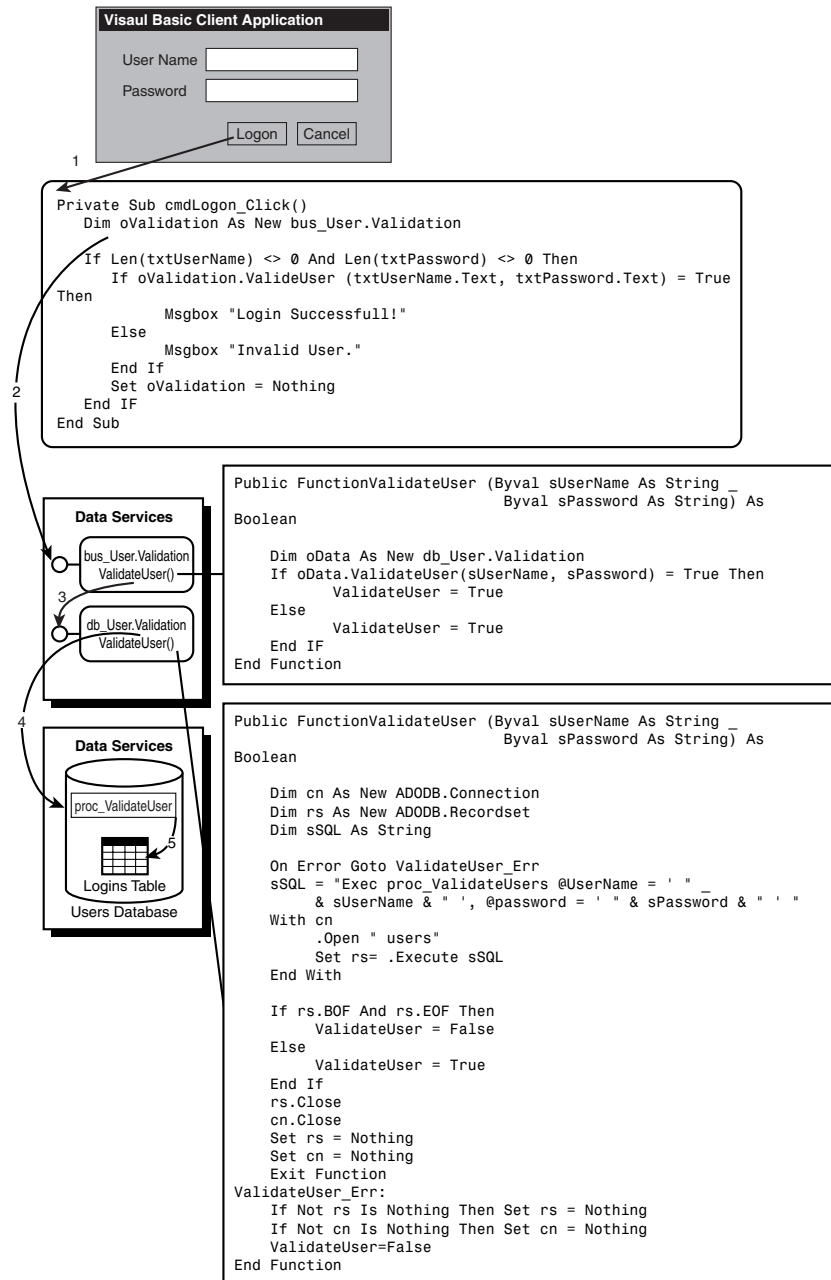 Visaul Basic Client Application
User Name
Password
Logon Cancel
1
Private Sub cmdLogon_Click()
Dim oValidation As New bus_User.Validation
If Len(txtUserName) <> 0 And Len(txtPassword) <> 0 Then
If oValidation.ValideUser (txtUserName.Text, txtPassword.Text) = True
Then
Msgbox "Login Successfull!"
Else
Msgbox "Invalid User."
End If
Set oValidation = Nothing
End IF
End Sub
2
Data Services
bus_User.Validation
ValidateUser()
3
db_User.Validation
ValidateUser()
Public FunctionValidateUser (Byval sUserName As String _
Byval sPassword As String) As
Boolean
Dim oData As New db_User.Validation
If oData.ValidateUser(sUserName, sPassword) = True Then
ValidateUser = True
Else
ValidateUser = True
End IF
End Function
4
Data Services
proc_ValidateUser
5
Logins Table
Users Database
Public FunctionValidateUser (Byval sUserName As String _
Byval sPassword As String) As
Boolean
Dim cn As New ADODB.Connection
Dim rs As New ADODB.Recordset
Dim sSQL As String
On Error Goto ValidateUser_Err
sSQL = "Exec proc_ValidateUsers @UserName = ' " _
& sUserName & " ', @password = ' " & sPassword & " ' "
With cn
.Open " users"
Set rs= .Execute sSQL
End With
If rs.BOF And rs.EOF Then
ValidateUser = False
Else
ValidateUser = True
End If
rs.Close
cn.Close
Set rs = Nothing
Set cn = Nothing
Exit Function
ValidateUser_Err:
If Not rs Is Nothing Then Set rs = Nothing
If Not cn Is Nothing Then Set cn = Nothing
ValidateUser=False
End Function